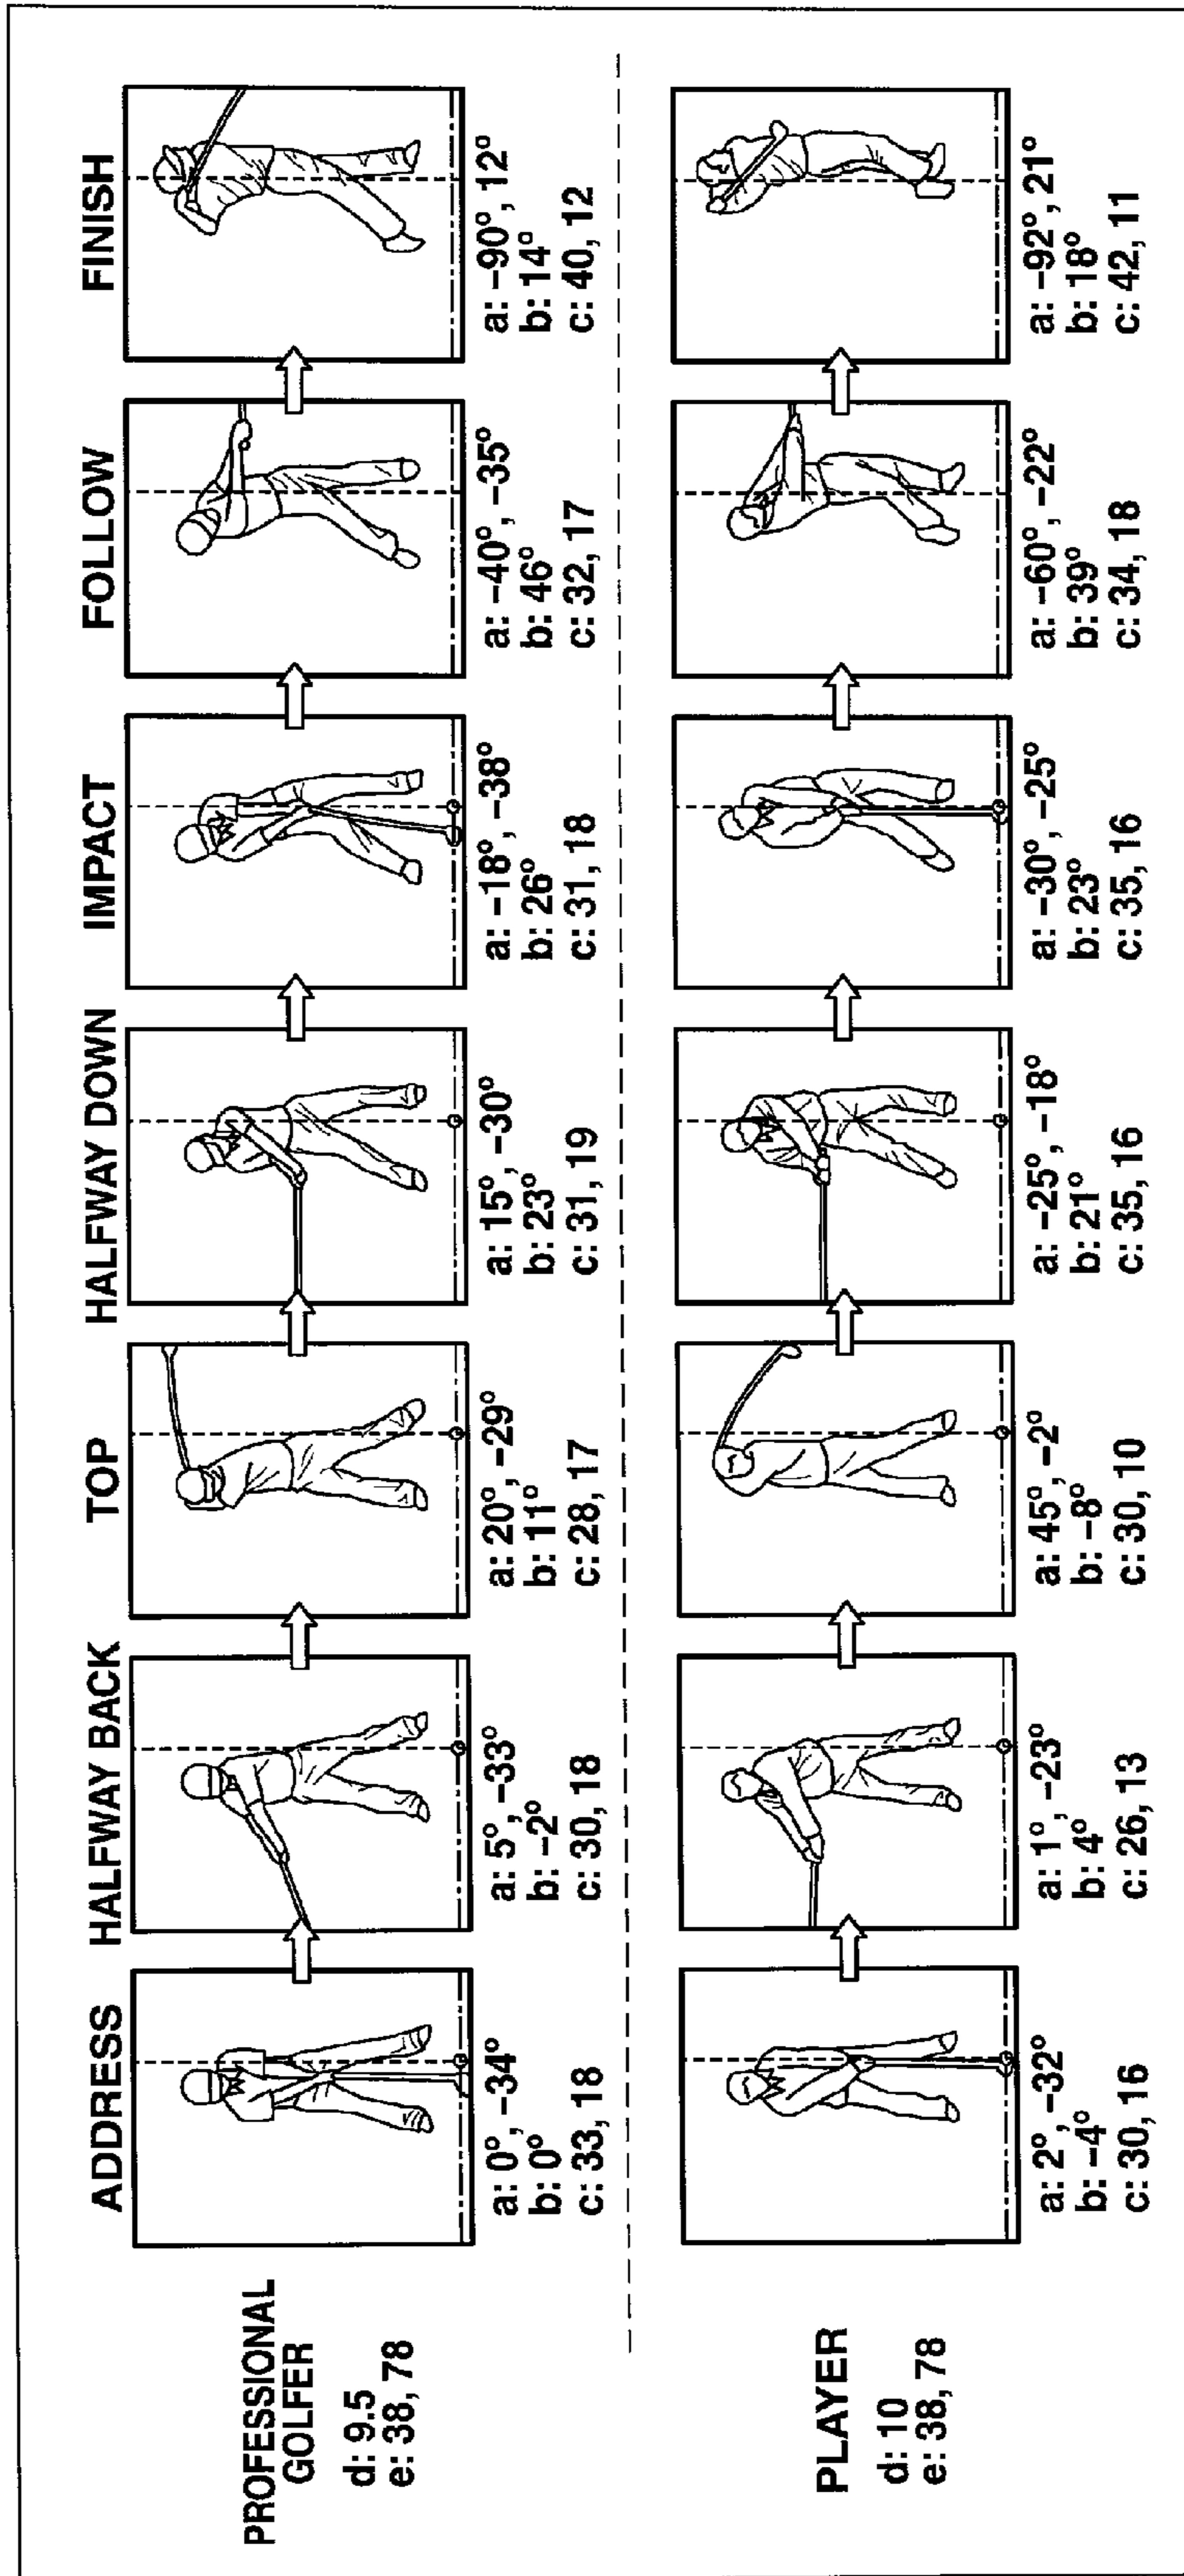 ADDRESS
HALFWAY BACK
TOP
HALFWAY DOWN
IMPACT
FOLLOW
FINISH
PROFESSIONAL
GOLFER
d: 9.5
e: 38, 78
a: 0°, -34°
b: 0°
c: 33, 18
a: 5°, -33°
b: -2°
c: 30, 18
a: 20°, -29°
b: 11°
c: 28, 17
a: 15°, -30°
b: 23°
c: 31, 19
a: -18°, -38°
b: 26°
c: 31, 18
a: -40°, -35°
b: 46°
c: 32, 17
a: -90°, 12°
b: 14°
c: 40, 12
PLAYER
d: 10
e: 38, 78
a: 2°, -32°
b: -4°
c: 30, 16
a: 1°, -23°
b: 4°
c: 26, 13
a: 45°, -2°
b: -8°
c: 30, 10
a: -25°, -18°
b: 21°
c: 35, 16
a: -30°, -25°
b: 23°
c: 35, 16
a: -60°, -22°
b: 39°
c: 34, 18
a: -92°, 21°
b: 18°
c: 42, 11